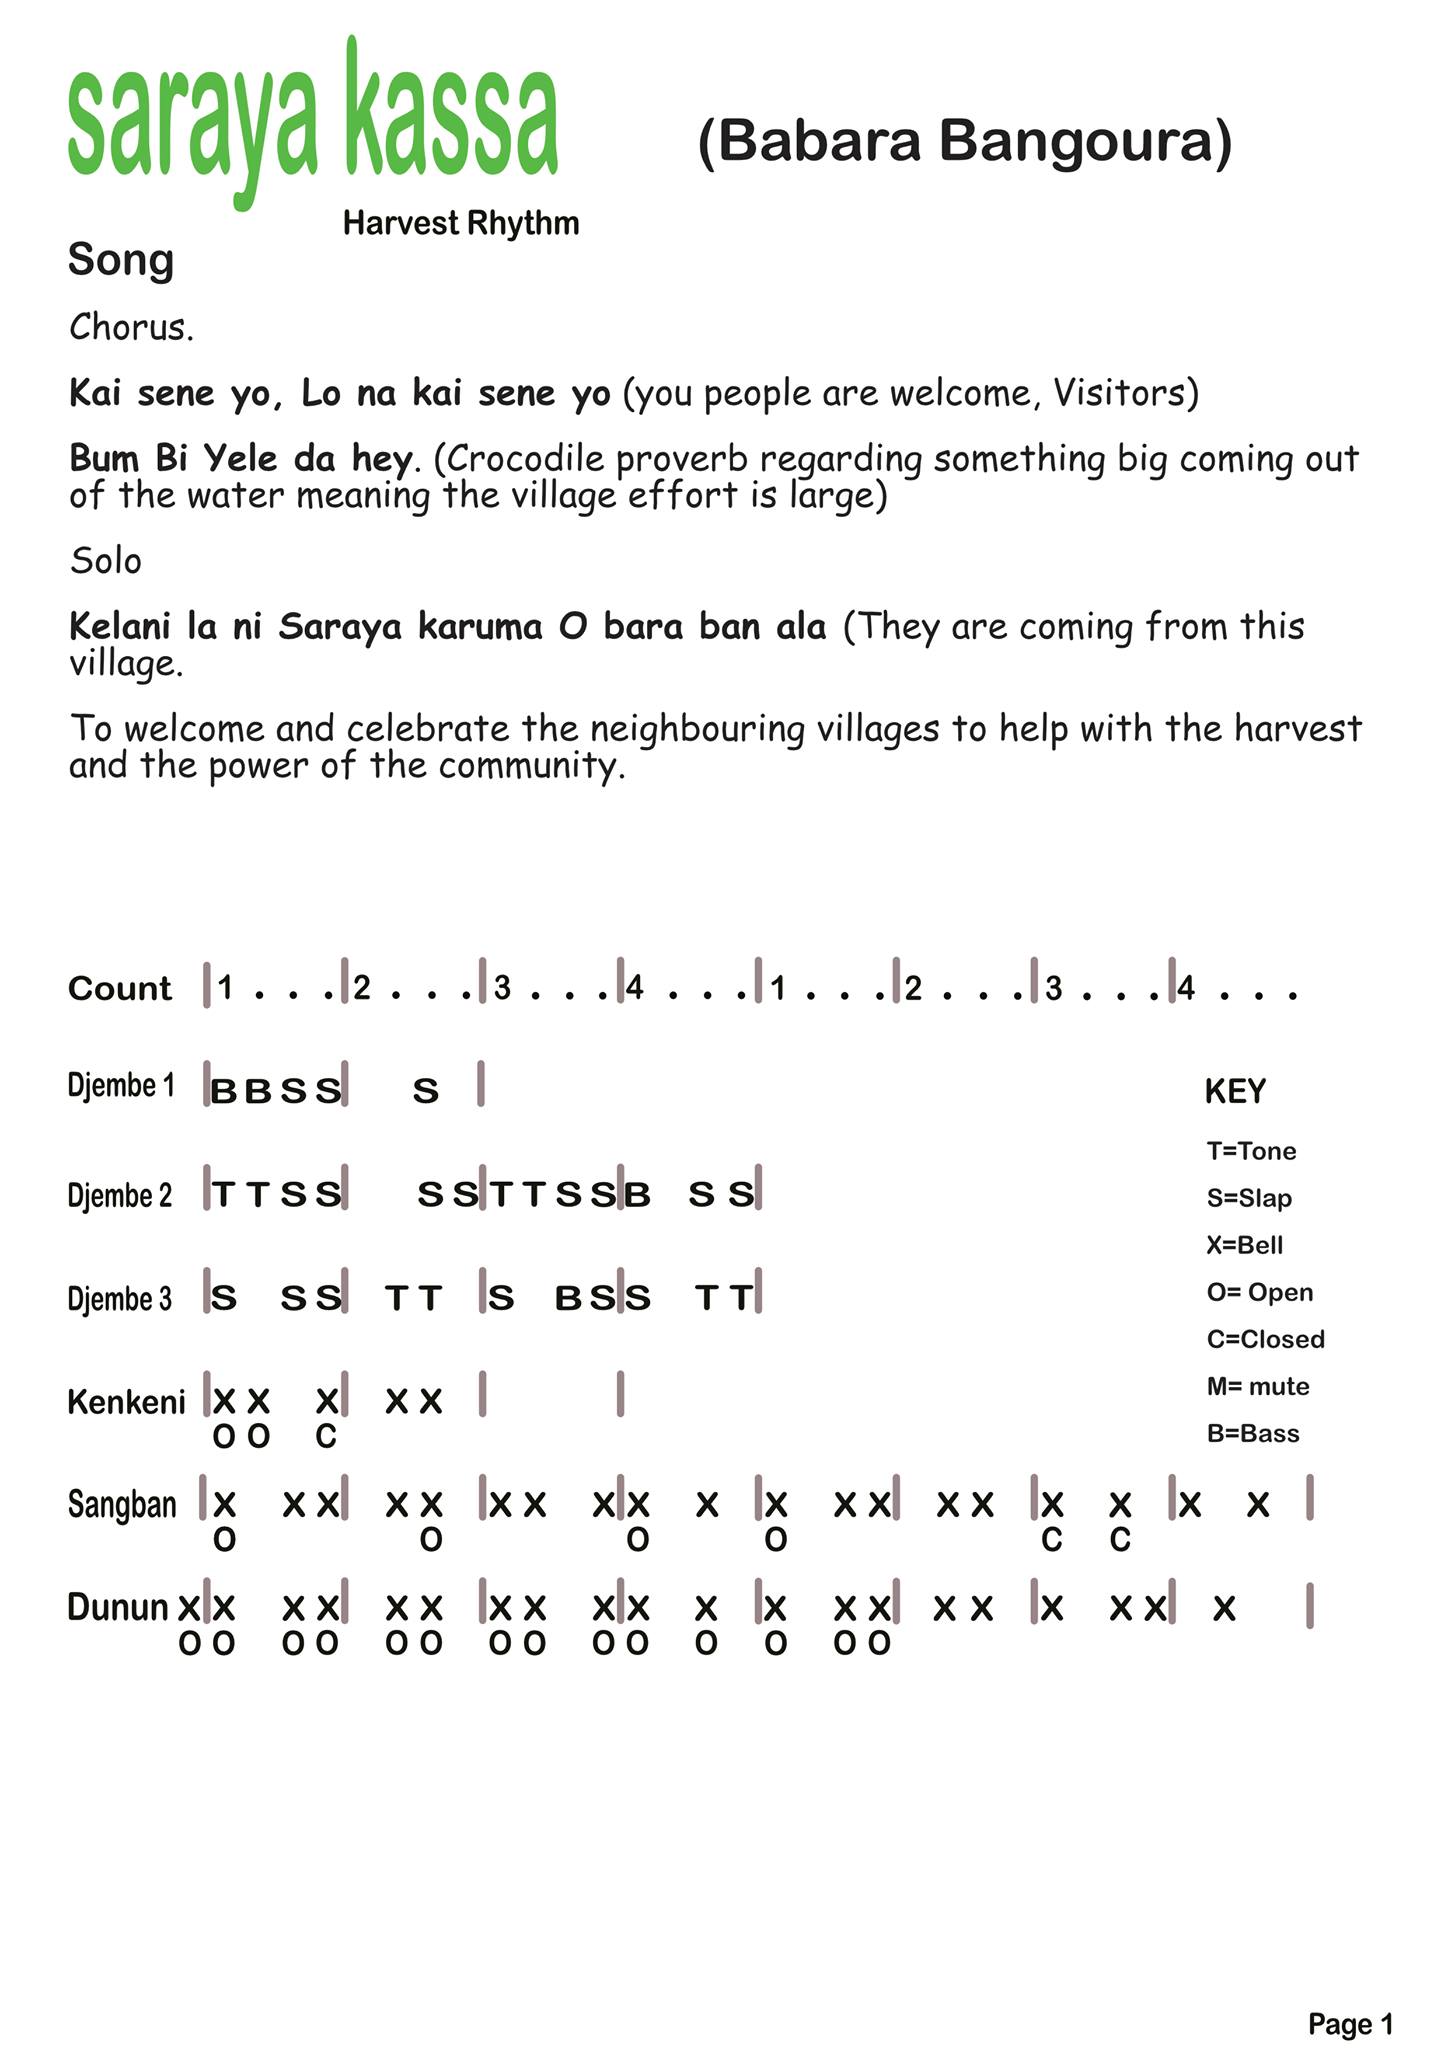 saraya kassa
(Babara Bangoura)
Harvest Rhythm
Song
Chorus.
Kai sene yo, Lo na kai sene yo (you people are welcome, Visitors)
Bum Bi Yele da hey. (Crocodile proverb regarding something big coming out
of the water meaning the village effort is large)
Solo
Kelani la ni Saraya karuma O bara ban ala (They are coming from this
village.
To welcome and celebrate the neighbouring villages to help with the harvest
and the power of the community.
Count |1 . . .|2 . . .|3 . . .|4 . . .|1 . . .|2 . . .|3 . . .|4 . . .
Djembe 1 |B B S S|    S  |
Djembe 2 |T T S S|    S S|T T S S|B  S S|
Djembe 3 |S  S S|  T T  |S  B S|S  T T|
Kenkeni |X X  X|  X X  |    |
O O  C
Sangban |X  X X|  X X  |X X  X|X  X  |X  X X|  X X  |X  X  |X  X  |
O  O  O  O  C  C
Dunun X|X  X X|  X X  |X X  X|X  X  |X  X X|  X X  |X  X X|  X  |
O O  O O  O O  O O  O O  O  O  O O
KEY
T=Tone
S=Slap
X=Bell
O= Open
C=Closed
M= mute
B=Bass
Page 1